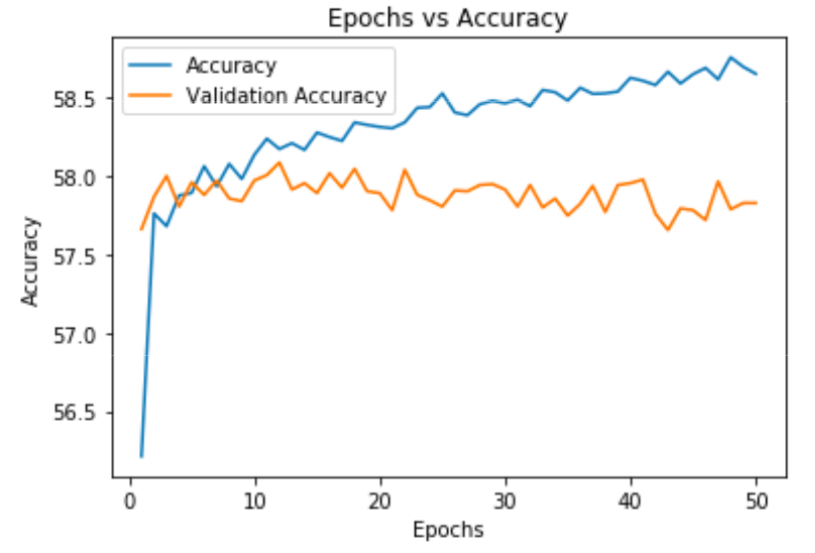 Epochs vs Accuracy
Accuracy
Validation Accuracy
58.5
58.0
57.5
57.0
56.5
Accuracy
0 10 20 30 40 50
Epochs